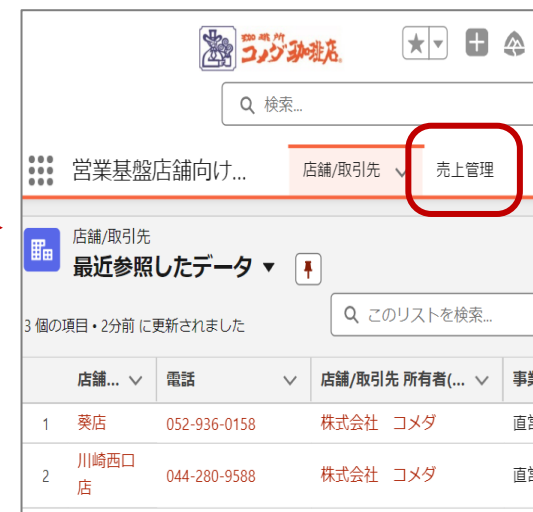 珈琲所
コメダ珈琲店
検索...
営業基盤店舗向け...
店舗/取引先
売上管理
店舗/取引先
最近参照したデータ
3 個の項目・2分前 に更新されました
このリストを検索...
店舗... 電話 店舗/取引先 所有者(...
1 葵店 052-936-0158 株式会社 コメダ 直営
2 川崎西口店 044-280-9588 株式会社 コメダ 直営